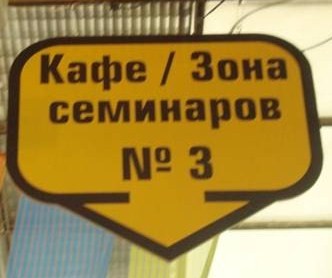 Кафе / Зона
семинаров
№ 3